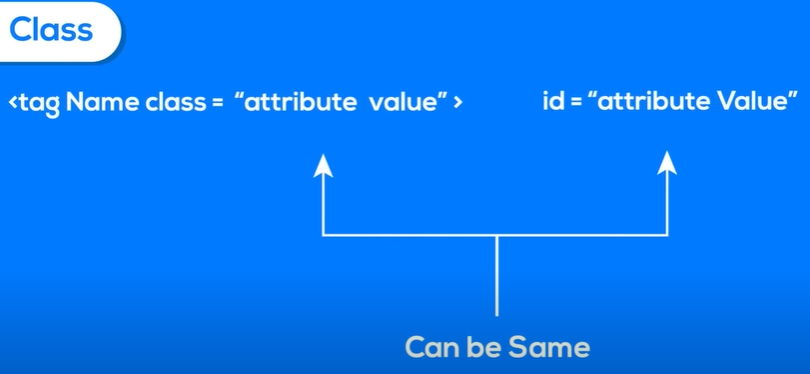 Class
<tag Name class = “attribute value” > id = “attribute Value”
Can be Same